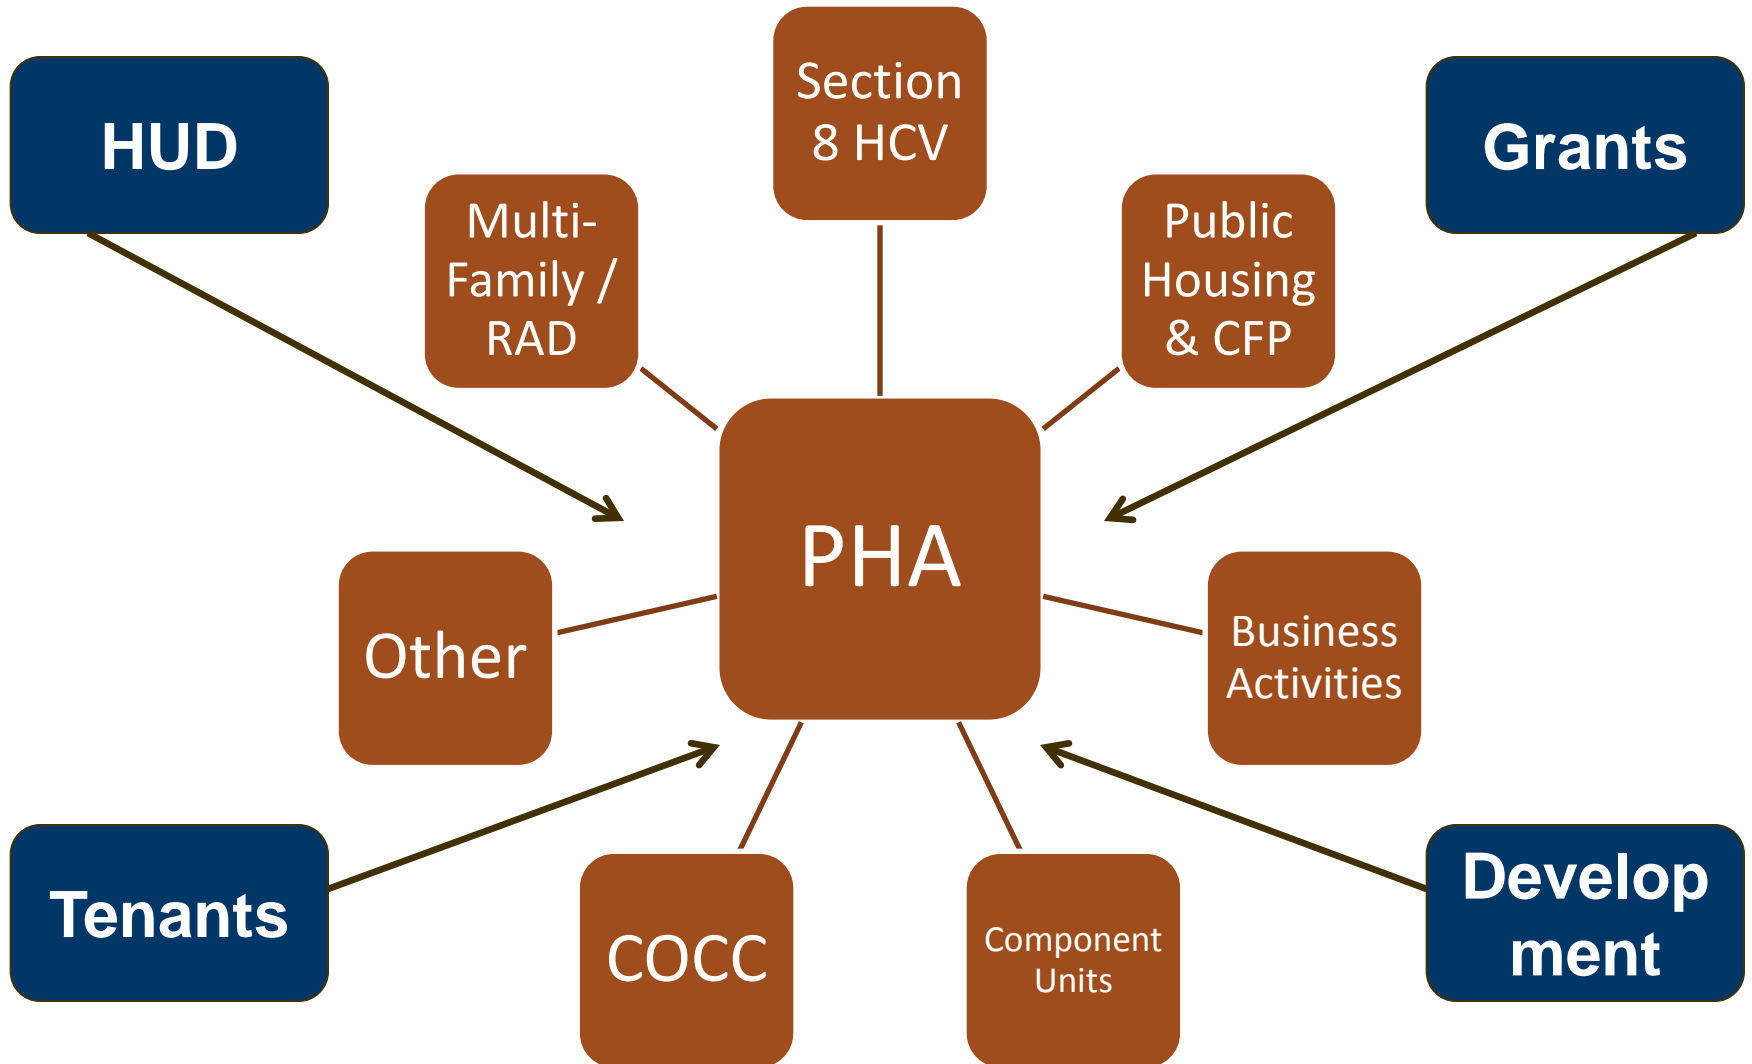 Section
8 HCV
HUD
Grants
Multi-
Family /
RAD
Public
Housing
& CFP
PHA
Other
Business
Activities
Tenants
COCC
Component
Units
Develop
ment